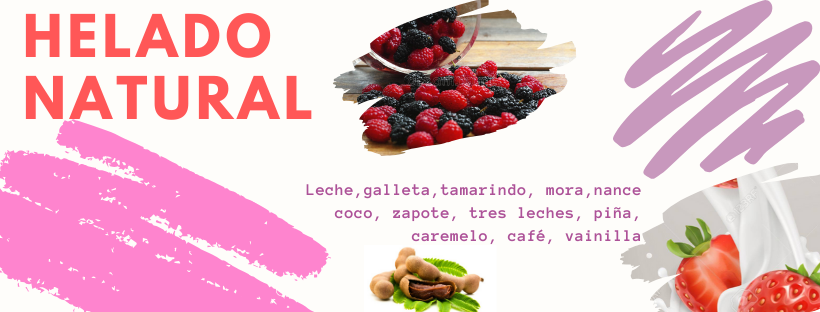 HELADO
NATURAL
Leche,galleta,tamarindo, mora,nance
coco, zapote, tres leches, piña,
caremelo, café, vainilla